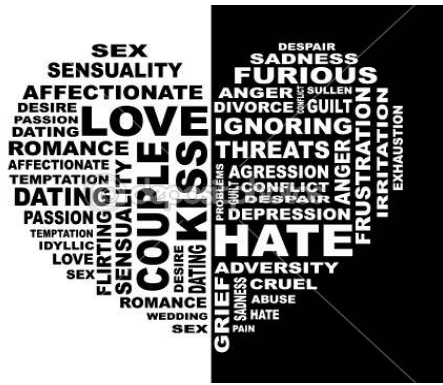 SEX
SENSUALITY
AFFECTIONATE
DESIRE
PASSION
DATING
LOVE
ROMANCE
AFFECTIONATE
TEMPTATION
DATING
PASSION
TEMPTATION
IDYLLIC
LOVE
SEX
FLIRTING
SENSUALITY
COUPLE
KISS
DESIRE
DATING
ROMANCE
WEDDING
SEX
DESPAIR
SADNESS
FURIOUS
ANGER
CONFLICT
SULLEN
DIVORCE
GUILT
IGNORING
THREATS
PROBLEMS
GUILT
AGRESSION
CONFLICT
DESPAIR
DEPRESSION
ANGER
FRUSTRATION
IRRITATION
EXHAUSTION
HATE
ADVERSITY
GRIEF
SADNESS
CRUEL
ABUSE
HATE
PAIN